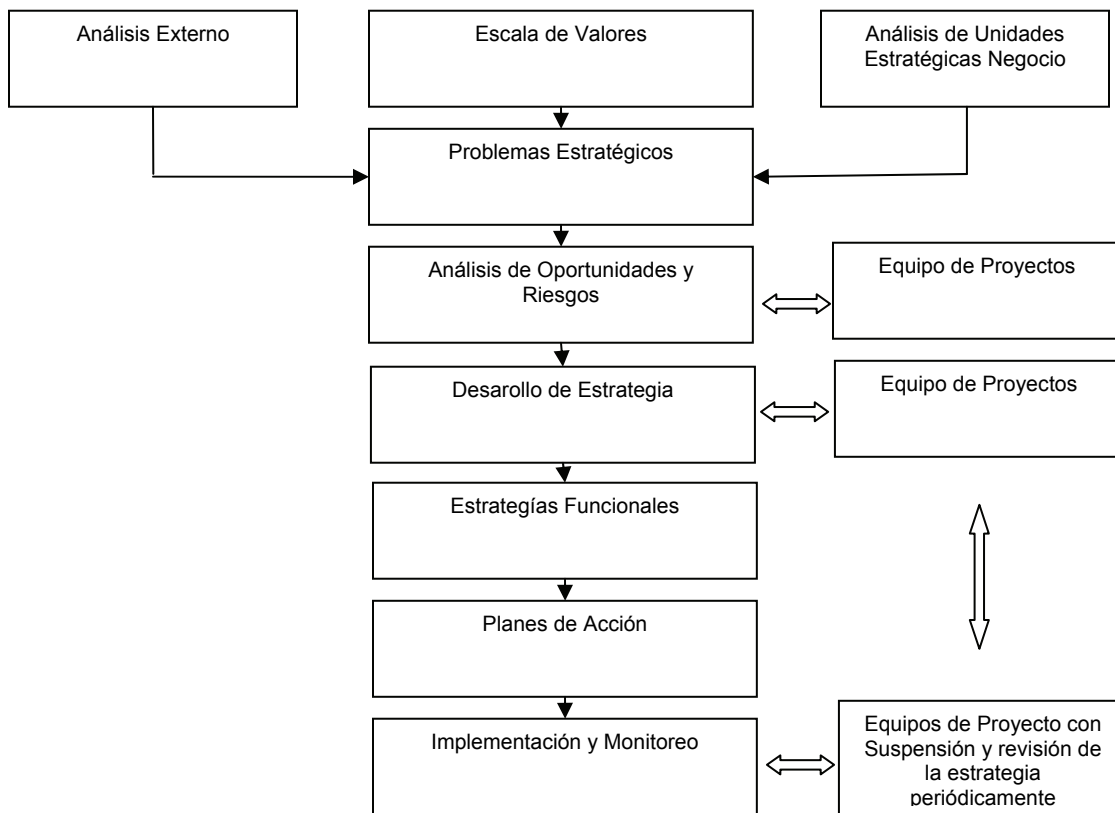 Análisis Externo
Escala de Valores
Análisis de Unidades
Estratégicas Negocio
Problemas Estratégicos
Análisis de Oportunidades y
Riesgos
Equipo de Proyectos
Desarollo de Estrategia
Equipo de Proyectos
Estrategías Funcionales
Planes de Acción
Implementación y Monitoreo
Equipos de Proyecto con
Suspensión y revisión de
la estrategia
periódicamente